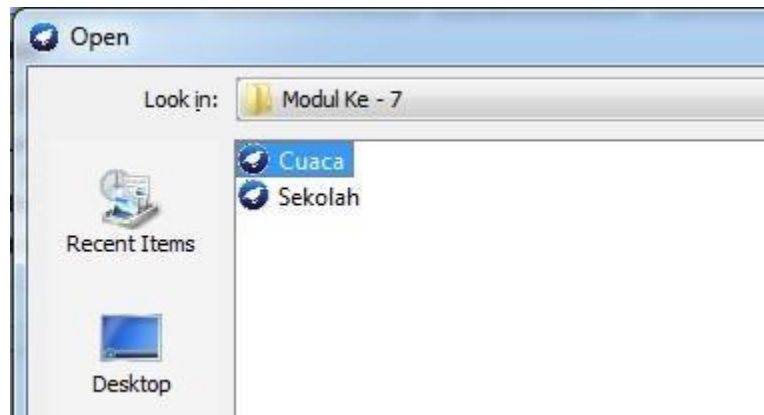 Open
Look in: Modul Ke - 7
Cuaca
Sekolah
Recent Items
Desktop